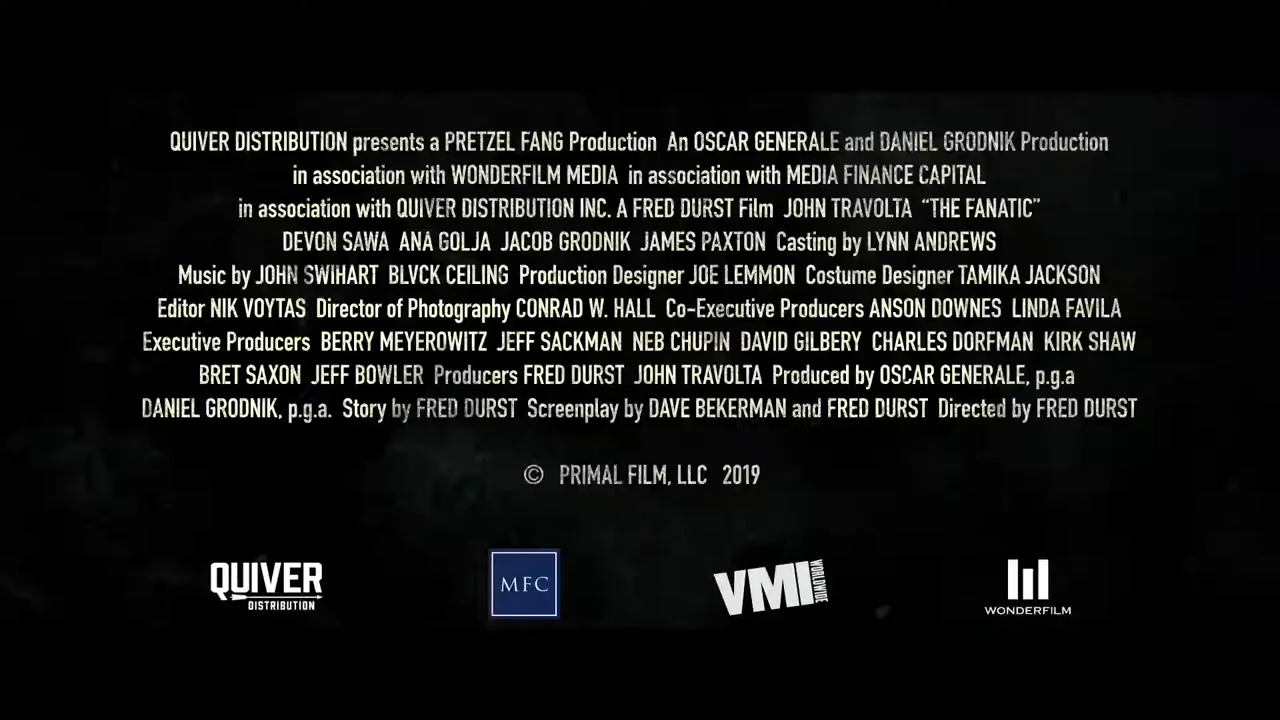 QUIVER DISTRIBUTION presents a PRETZEL FANG Production An OSCAR GENERALE and DANIEL GRODNIK Production
in association with WONDERFILM MEDIA in association with MEDIA FINANCE CAPITAL
in association with QUIVER DISTRIBUTION INC. A FRED DURST Film JOHN TRAVOLTA “THE FANATIC”
DEVON SAWA ANA GOLJA JACOB GRODNIK JAMES PAXTON Casting by LYNN ANDREWS
Music by JOHN SWIHART BLVCK CEILING Production Designer JOE LEMMON Costume Designer TAMIKA JACKSON
Editor NIK VOYTAS Director of Photography CONRAD W. HALL Co-Executive Producers ANSON DOWNES LINDA FAVILA
Executive Producers BERRY MEYEROWITZ JEFF SACKMAN NEB CHUPIN DAVID GILBERY CHARLES DORFMAN KIRK SHAW
BRET SAXON JEFF BOWLER Producers FRED DURST JOHN TRAVOLTA Produced by OSCAR GENERALE, p.g.a
DANIEL GRODNIK, p.g.a. Story by FRED DURST Screenplay by DAVE BEKERMAN and FRED DURST Directed by FRED DURST
© PRIMAL FILM, LLC 2019
QUIVER
DISTRIBUTION
MFC
VMI
WORLDWIDE
WONDERFILM